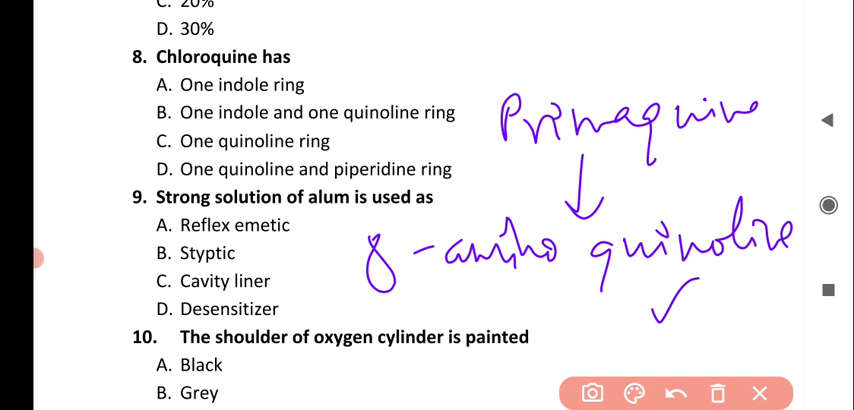 C. 20%
D. 30%
8. Chloroquine has
A. One indole ring
B. One indole and one quinoline ring
C. One quinoline ring
D. One quinoline and piperidine ring
9. Strong solution of alum is used as
A. Reflex emetic
B. Styptic
C. Cavity liner
D. Desensitizer
10. The shoulder of oxygen cylinder is painted
A. Black
B. Grey
Primaquine
8-amino quinoline